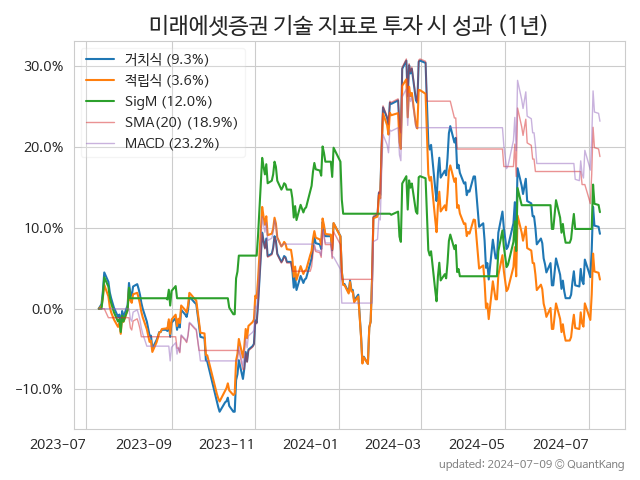 미래에셋증권 기술 지표로 투자 시 성과 (1년)
거치식 (9.3%)
적립식 (3.6%)
SigM (12.0%)
SMA(20) (18.9%)
MACD (23.2%)
30.0%
20.0%
10.0%
0.0%
−10.0%
2023-07 2023-09 2023-11 2024-01 2024-03 2024-05 2024-07
updated: 2024-07-09 ⓒ QuantKang